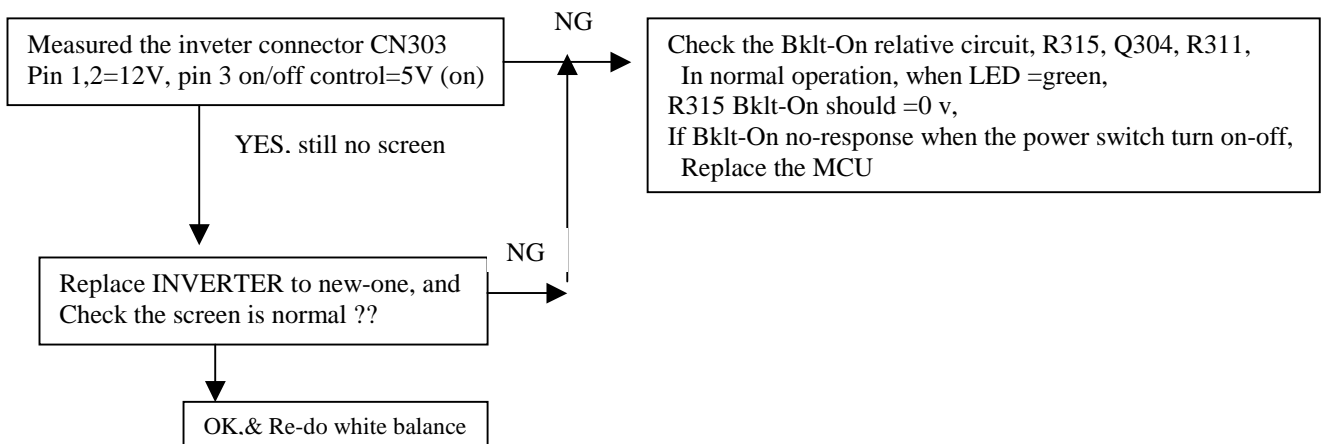 NG
Measured the inveter connector CN303
Pin 1,2=12V, pin 3 on/off control=5V (on)
Check the Bklt-On relative circuit, R315, Q304, R311,
In normal operation, when LED =green,
R315 Bklt-On should =0 v,
If Bklt-On no-response when the power switch turn on-off,
Replace the MCU
YES, still no screen
NG
Replace INVERTER to new-one, and
Check the screen is normal ??
OK,& Re-do white balance